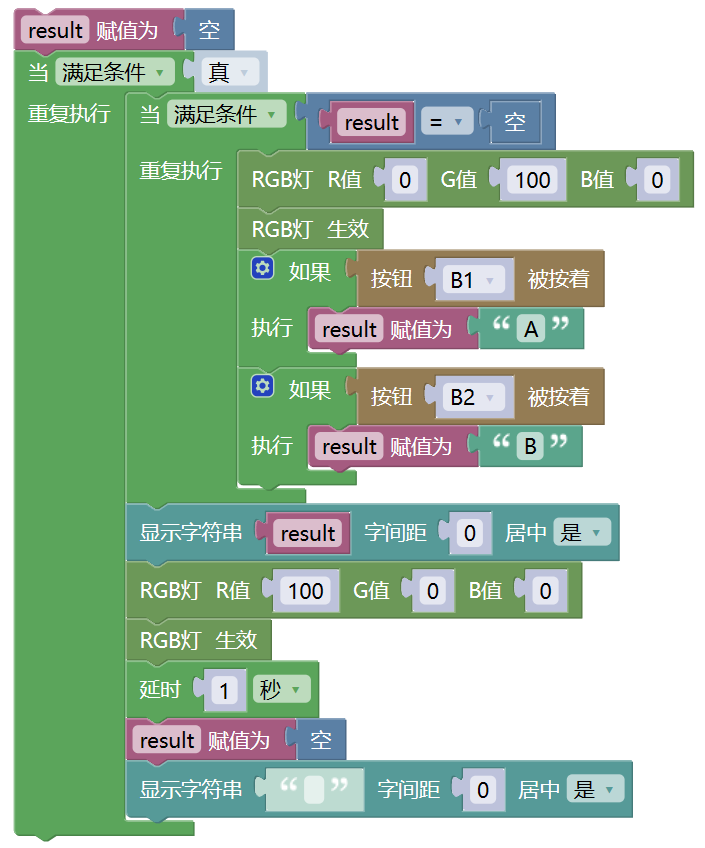 result 赋值为 空
当 满足条件 真
重复执行 当 满足条件 result = 空
重复执行 RGB灯 R值 0 G值 100 B值 0
RGB灯 生效
如果 按钮 B1 被按着
执行 result 赋值为 “ A ”
如果 按钮 B2 被按着
执行 result 赋值为 “ B ”
显示字符串 result 字间距 0 居中 是
RGB灯 R值 100 G值 0 B值 0
RGB灯 生效
延时 1 秒
result 赋值为 空
显示字符串 “ ” 字间距 0 居中 是